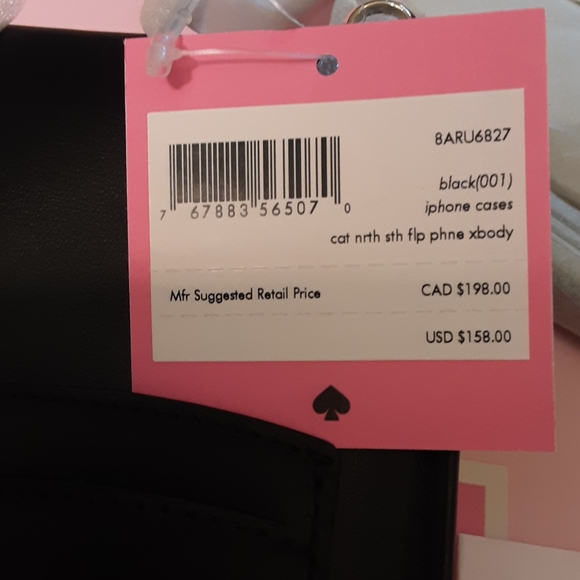 8ARU6827
7 67883 56507 0
black(001)
iphone cases
cat nrth sth flp phne xbody
Mfr Suggested Retail Price CAD $198.00
USD $158.00